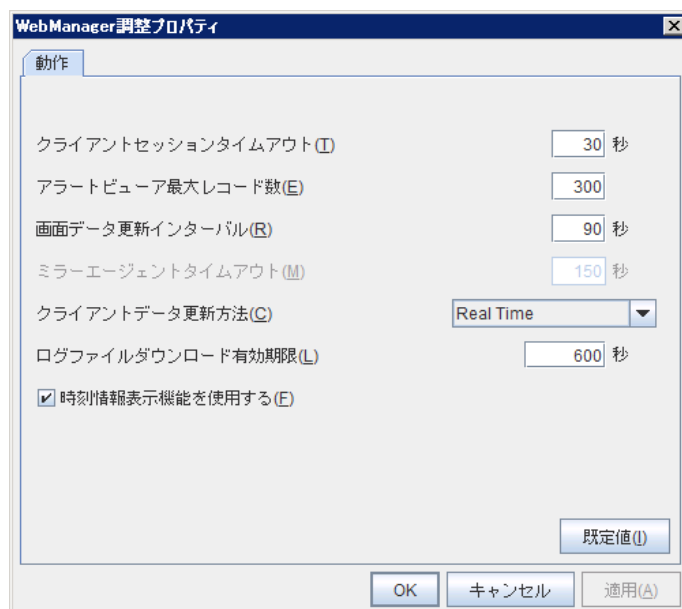 WebManager調整プロパティ
動作
クライアントセッションタイムアウト(T) 30 秒
アラートビューア最大レコード数(E) 300
画面データ更新インターバル(R) 90 秒
ミラーエージェントタイムアウト(M) 150 秒
クライアントデータ更新方法(C) Real Time
ログファイルダウンロード有効期限(L) 600 秒
時刻情報表示機能を使用する(F)
既定値(I)
OK キャンセル 適用(A)